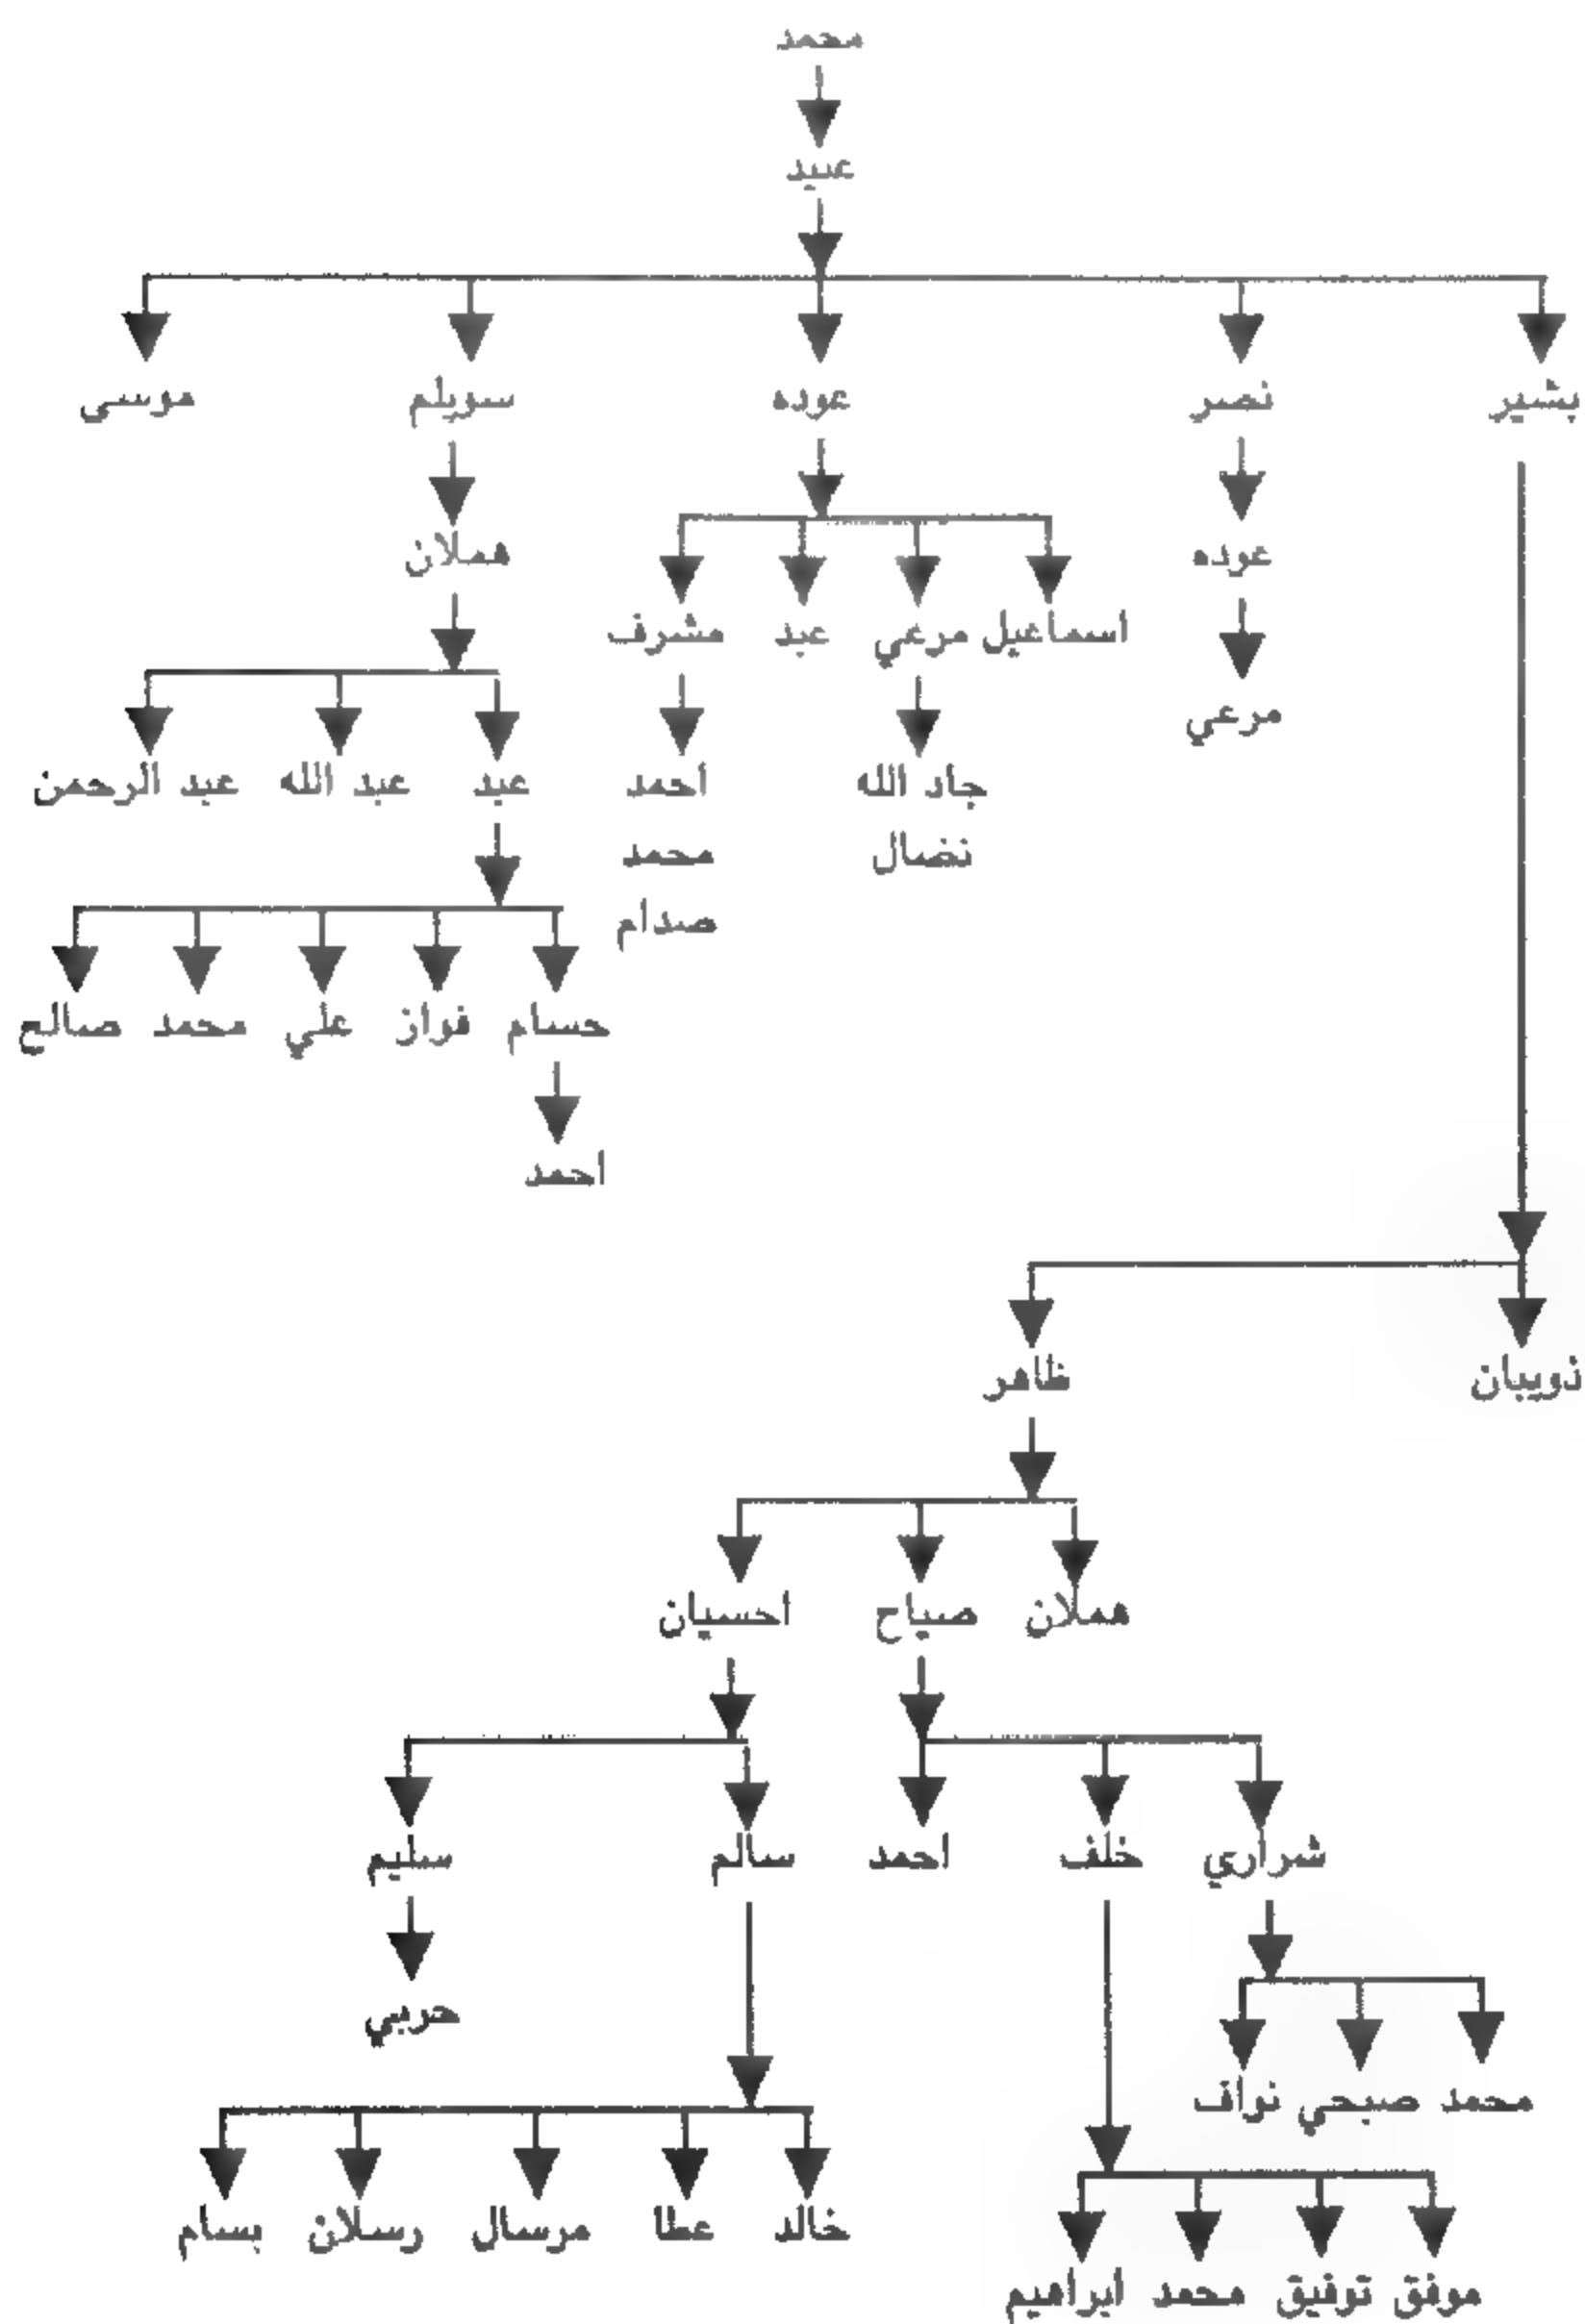 محمد
عبيد
بشير نصر عوده سويلم موسى
عوده هملان
اسماعيل مرعي عيد مشرف
مرعي
جاد الله احمد عيد عبد الله عبد الرحمن
نضال محمد
صدام
حسام فواز علي محمد صالح
احمد
ذويبان ظاهر
هملان صباح احسيان
شراري خلف احمد سالم سليم
حربي
محمد صبحي نواف
خالد عطا مرسال رسلان بسام
موفق توفيق محمد ابراهيم